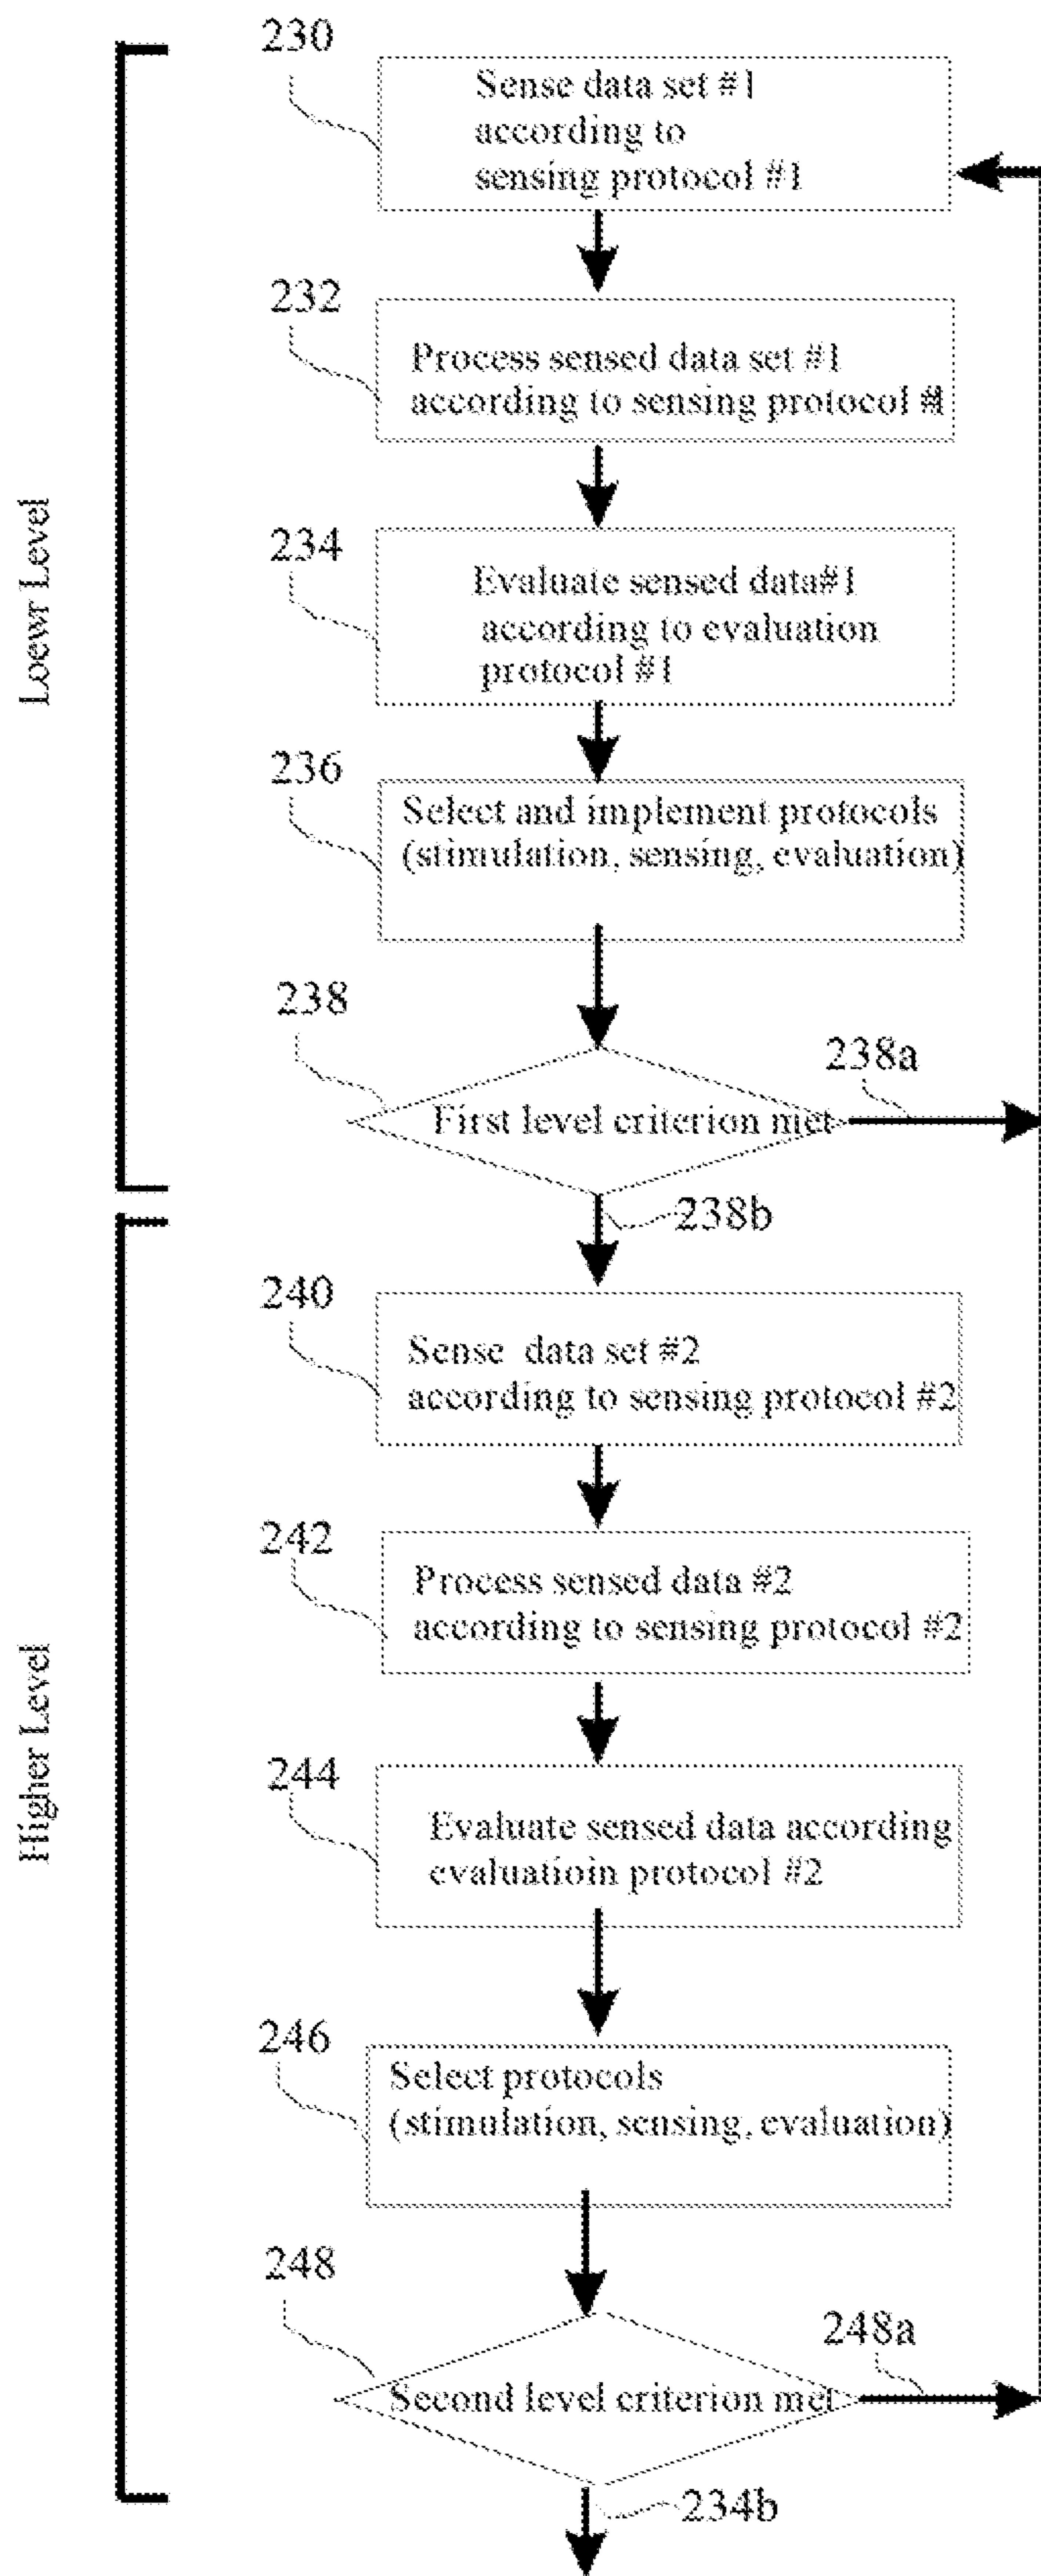 230
Sense data set #1
according to
sensing protocol #1
232
Process sensed data set #1
according to sensing protocol #1
234
Evaluate sensed data#1
according to evaluation
protocol #1
236
Select and implement protocols
(stimulation, sensing, evaluation)
238
First level criterion met
238a
238b
Loewr Level
240
Sense data set #2
according to sensing protocol #2
242
Process sensed data #2
according to sensing protocol #2
244
Evaluate sensed data according
evaluatioin protocol #2
246
Select protocols
(stimulation, sensing, evaluation)
248
Second level criterion met
248a
234b
Higher Level